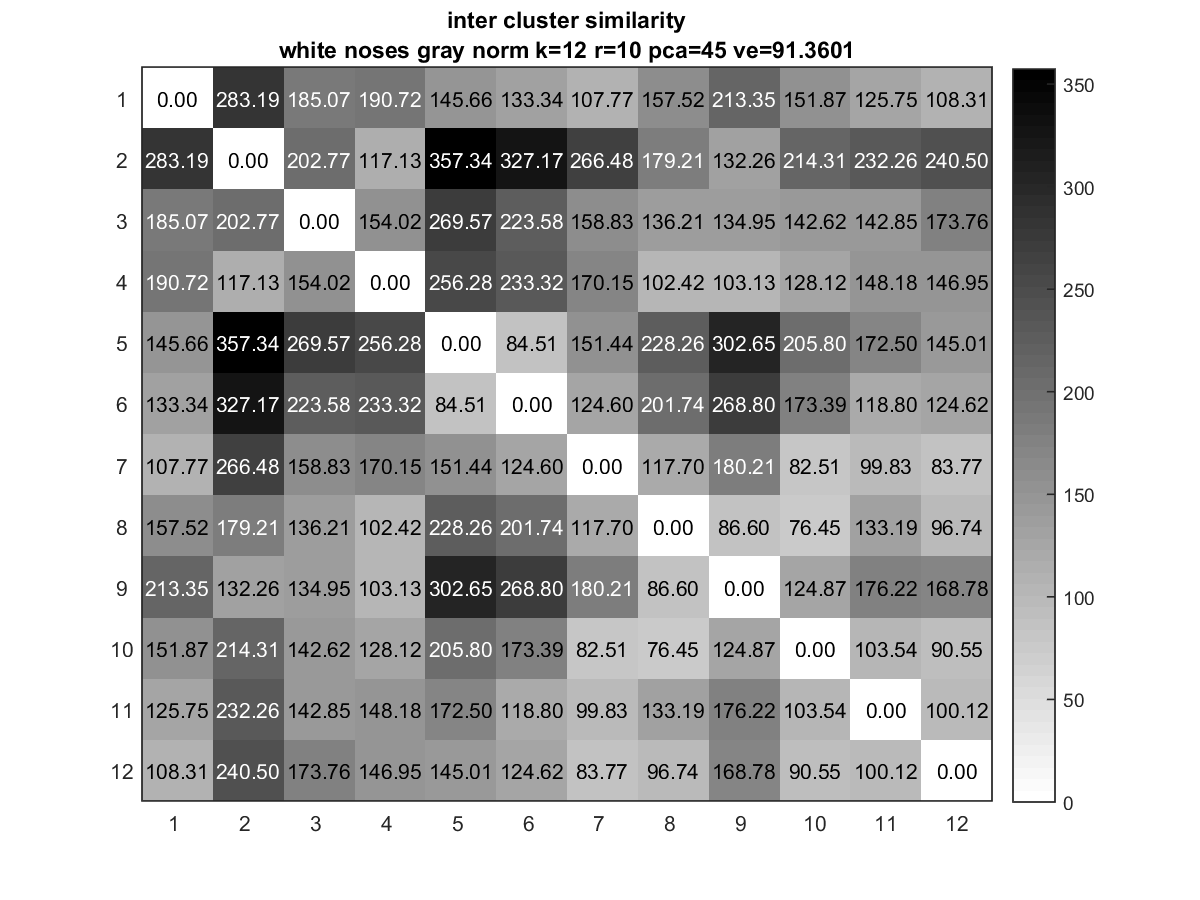 inter cluster similarity
white noses gray norm k=12 r=10 pca=45 ve=91.3601
1 0.00 283.19 185.07 190.72 145.66 133.34 107.77 157.52 213.35 151.87 125.75 108.31
2 283.19 0.00 202.77 117.13 357.34 327.17 266.48 179.21 132.26 214.31 232.26 240.50
3 185.07 202.77 0.00 154.02 269.57 223.58 158.83 136.21 134.95 142.62 142.85 173.76
4 190.72 117.13 154.02 0.00 256.28 233.32 170.15 102.42 103.13 128.12 148.18 146.95
5 145.66 357.34 269.57 256.28 0.00 84.51 151.44 228.26 302.65 205.80 172.50 145.01
6 133.34 327.17 223.58 233.32 84.51 0.00 124.60 201.74 268.80 173.39 118.80 124.62
7 107.77 266.48 158.83 170.15 151.44 124.60 0.00 117.70 180.21 82.51 99.83 83.77
8 157.52 179.21 136.21 102.42 228.26 201.74 117.70 0.00 86.60 76.45 133.19 96.74
9 213.35 132.26 134.95 103.13 302.65 268.80 180.21 86.60 0.00 124.87 176.22 168.78
10 151.87 214.31 142.62 128.12 205.80 173.39 82.51 76.45 124.87 0.00 103.54 90.55
11 125.75 232.26 142.85 148.18 172.50 118.80 99.83 133.19 176.22 103.54 0.00 100.12
12 108.31 240.50 173.76 146.95 145.01 124.62 83.77 96.74 168.78 90.55 100.12 0.00
1 2 3 4 5 6 7 8 9 10 11 12
350
300
250
200
150
100
50
0